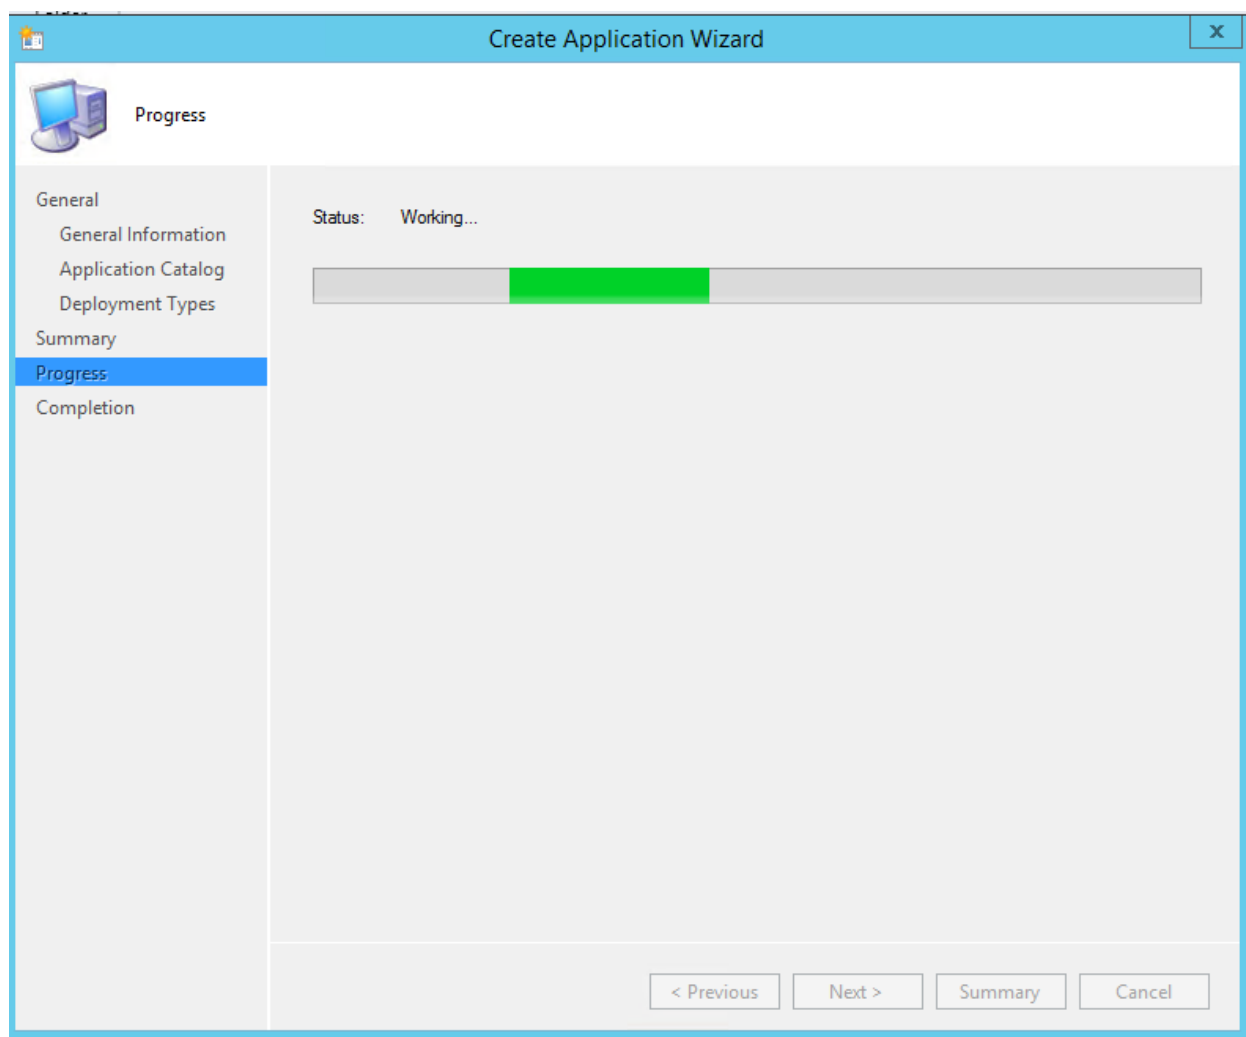 Create Application Wizard
X
Progress
General
General Information
Application Catalog
Deployment Types
Summary
Progress
Completion
Status: Working...
< Previous Next > Summary Cancel